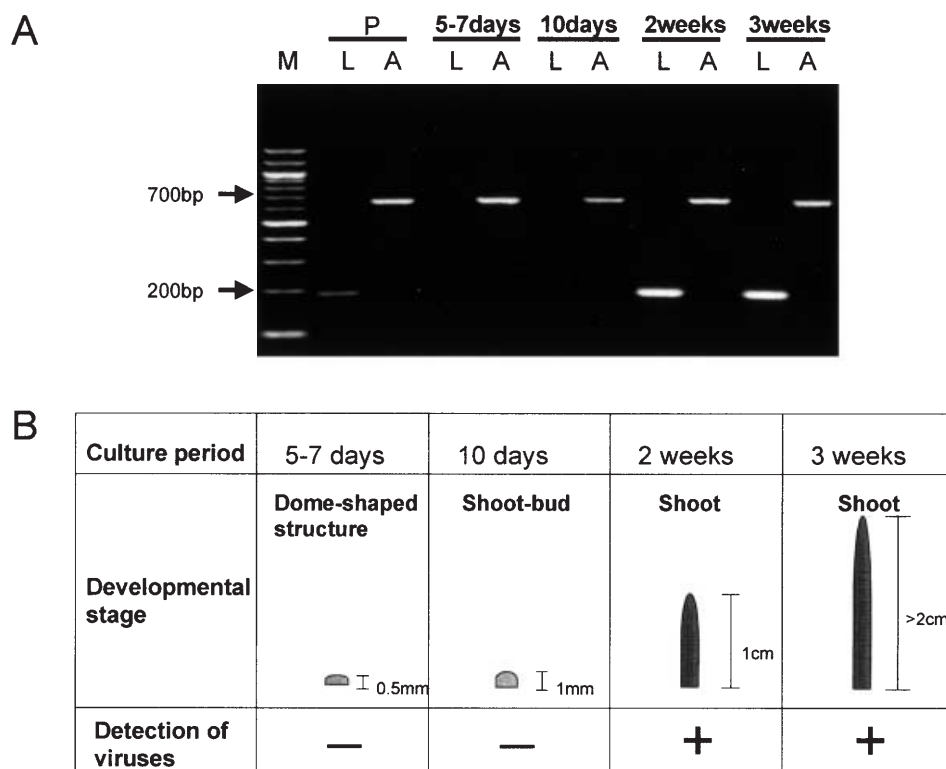 A
P 5-7days 10days 2weeks 3weeks
M L A L A L A L A L A
700bp
200bp
B
Culture period 5-7 days 10 days 2 weeks 3 weeks
Dome-shaped structure Shoot-bud Shoot Shoot
Developmental stage
0.5mm 1mm 1cm >2cm
Detection of viruses − − + +